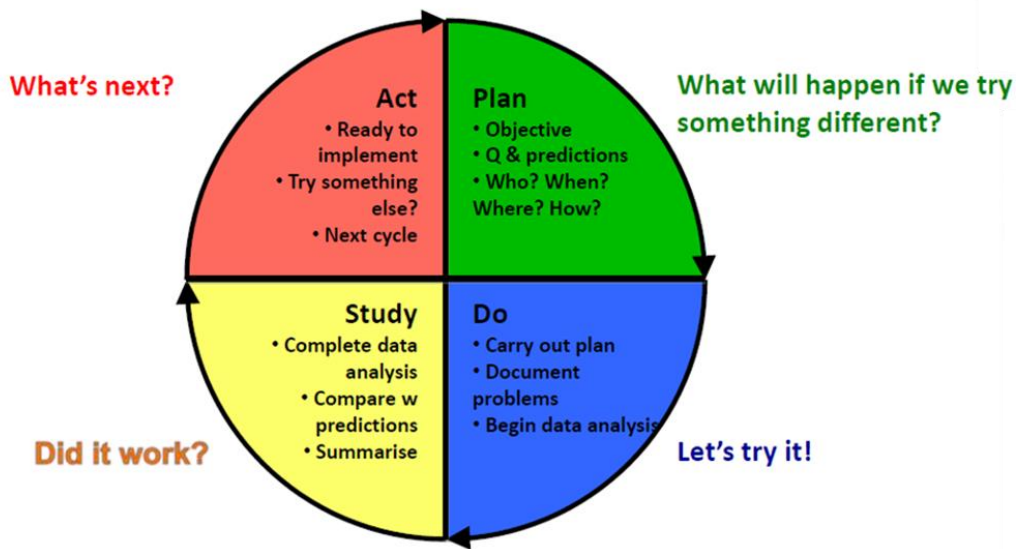 What's next?
Act
• Ready to
implement
• Try something
else?
• Next cycle
Plan
• Objective
• Q & predictions
• Who? When?
Where? How?
What will happen if we try
something different?
Study
• Complete data
analysis
• Compare w
predictions
• Summarise
Do
• Carry out plan
• Document
problems
• Begin data analysis
Did it work?
Let's try it!